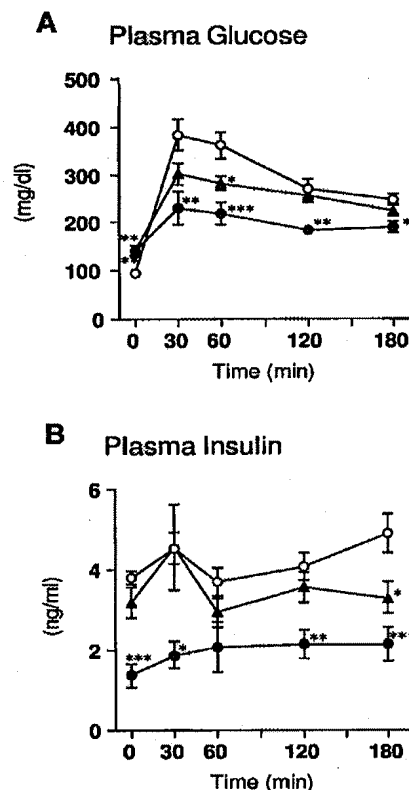 A Plasma Glucose
500
400
300
200
100
0
(mg/dl)
**
**
**
*
***
**
*
0 30 60 120 180
Time (min)
B Plasma Insulin
6
4
2
0
(ng/ml)
***
*
**
*
**
0 30 60 120 180
Time (min)